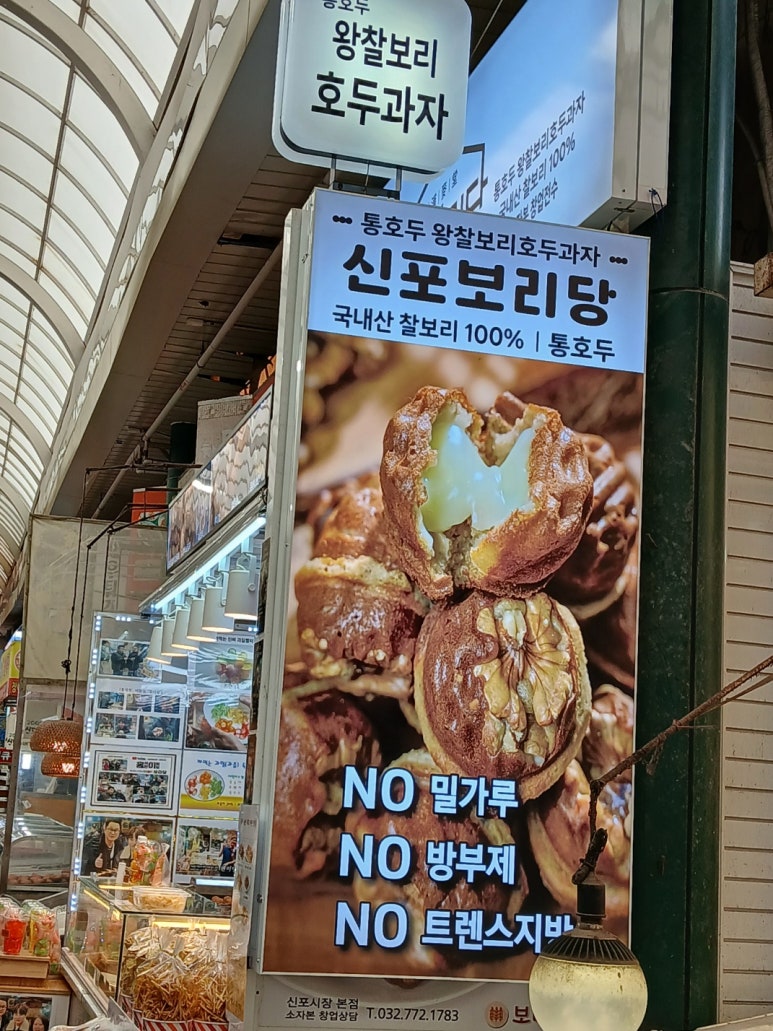 통호두
왕찰보리
호두과자
통호두 왕찰보리호두과자
국내산 찰보리 100%
통호두 왕찰보리호두과자
신포보리당
국내산 찰보리 100% | 통호두
NO 밀가루
NO 방부제
NO 트렌스지방
신포시장 본점
소자본 창업상담 T.032.772.1783